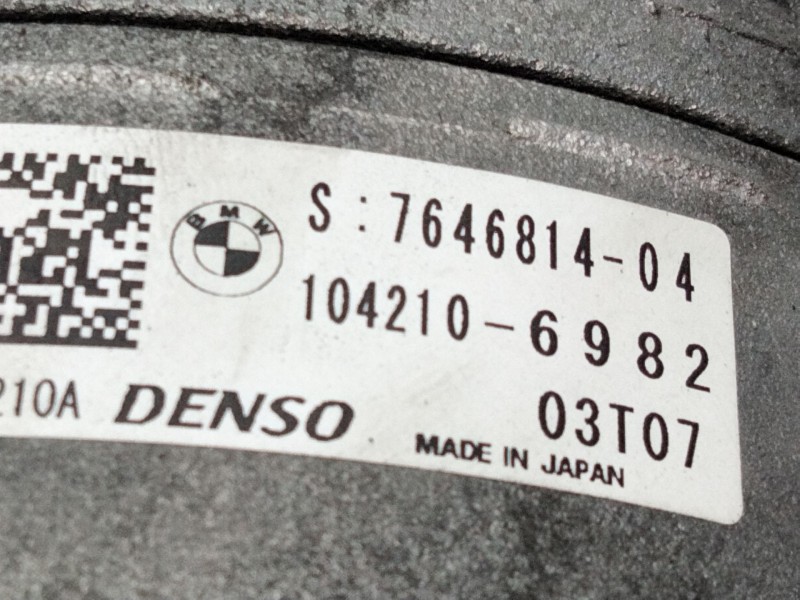 BMW
S:7646814-04
104210-6982
03T07
210A DENSO
MADE IN JAPAN